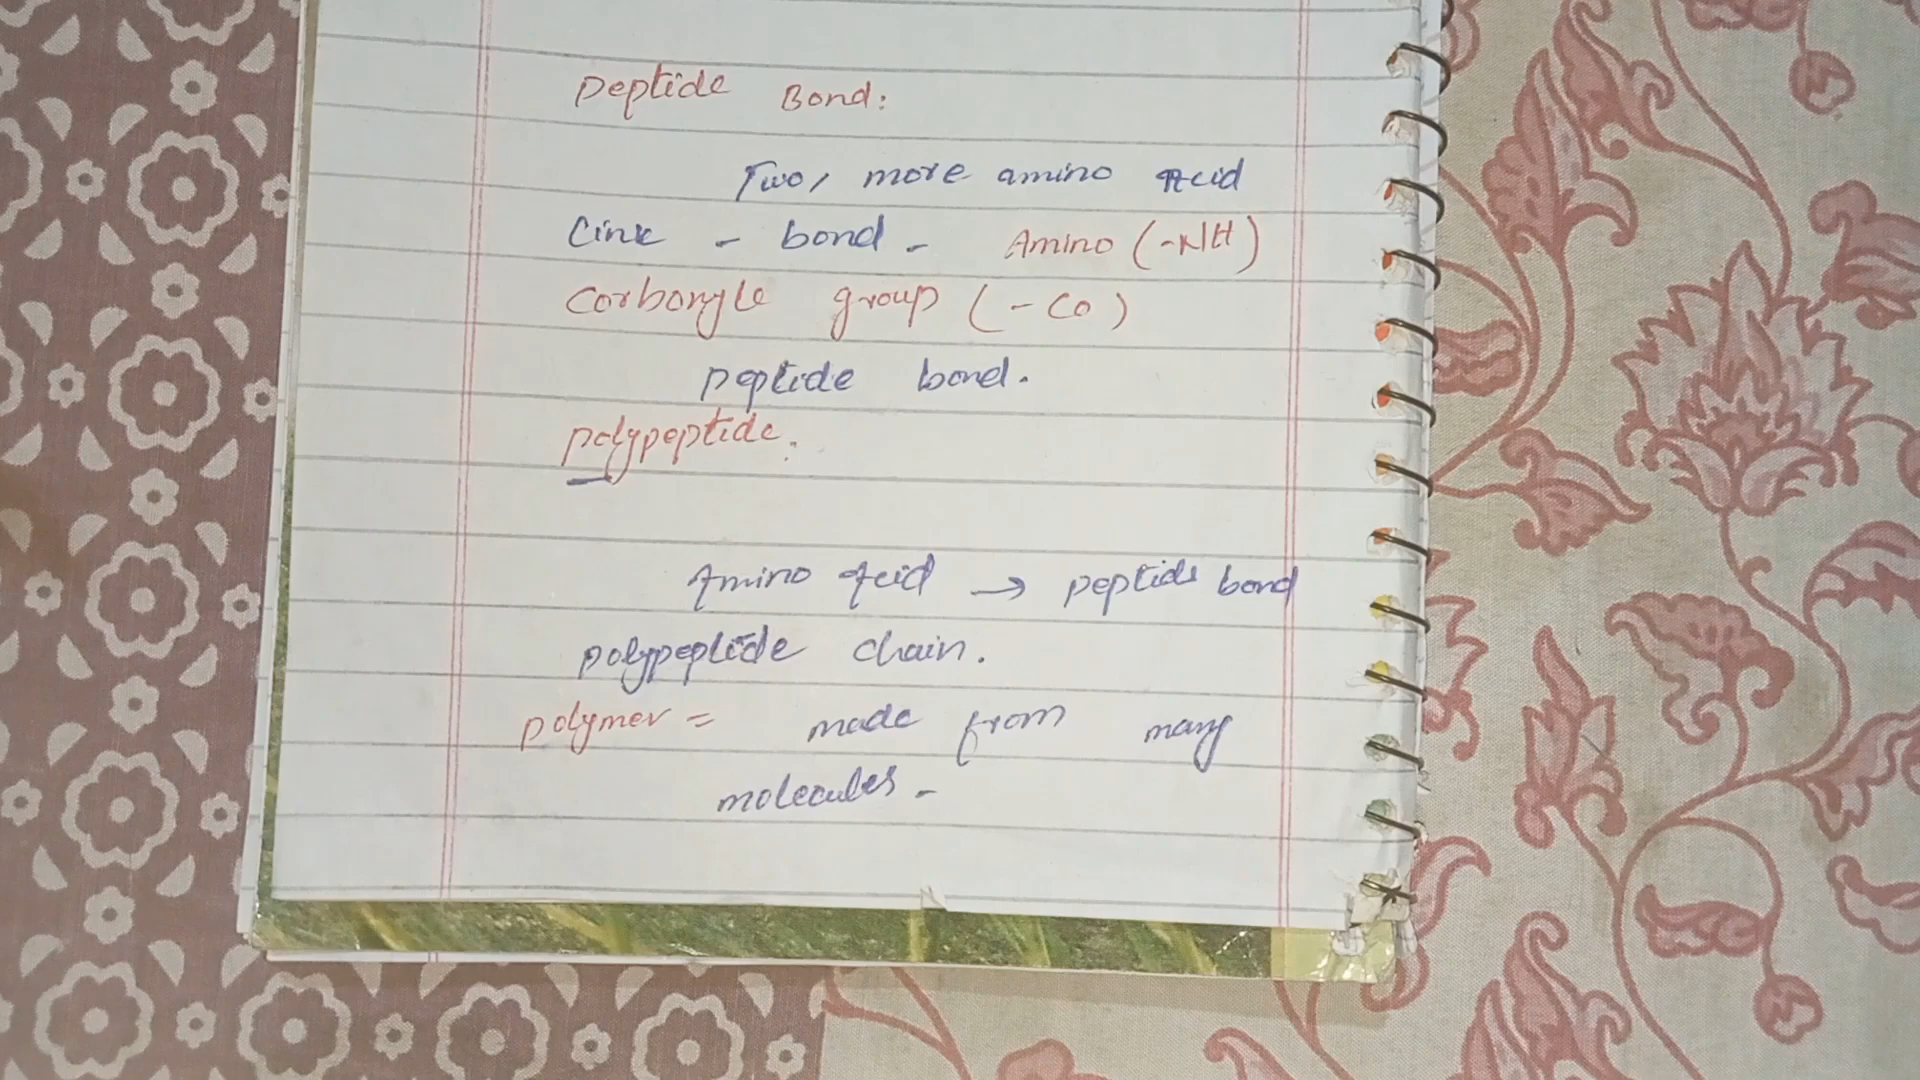 Peptide Bond:
Two, more amino Acid
Link - bond - Amino (-NH)
Corbonyle group (-Co)
peptide bond.
polypeptide.
Amino Acid → peptide bond
polypeptide chain.
polymer = made from many
molecules -